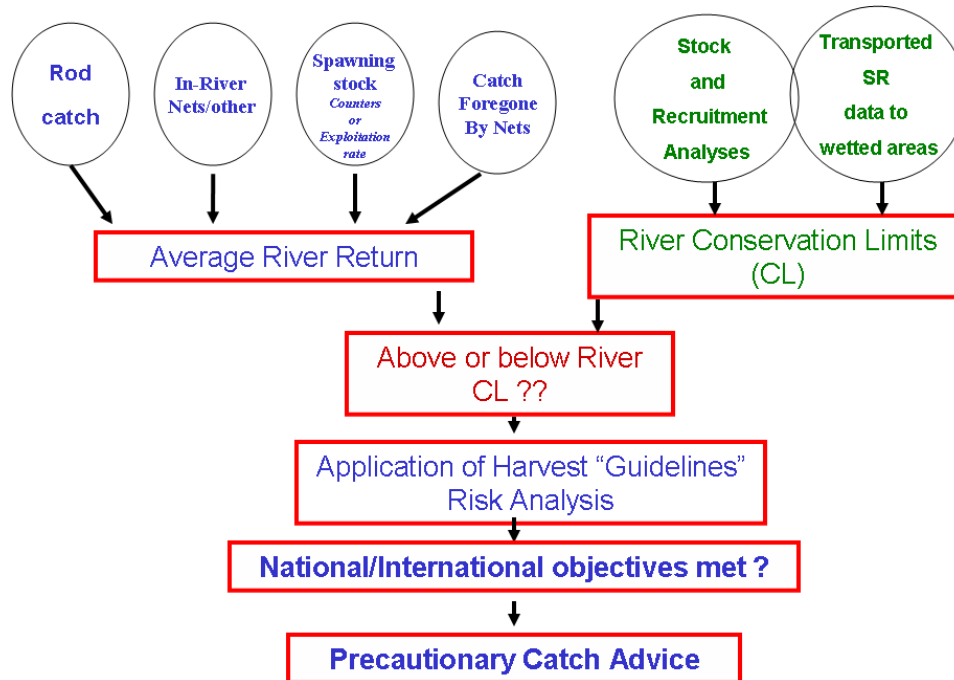 Rod
catch
In-River
Nets/other
Spawning
stock
Counters
or
Exploitation
rate
Catch
Foregone
By Nets
Stock
and
Recruitment
Analyses
Transported
SR
data to
wetted areas
Average River Return
River Conservation Limits
(CL)
Above or below River
CL ??
Application of Harvest “Guidelines”
Risk Analysis
National/International objectives met ?
Precautionary Catch Advice